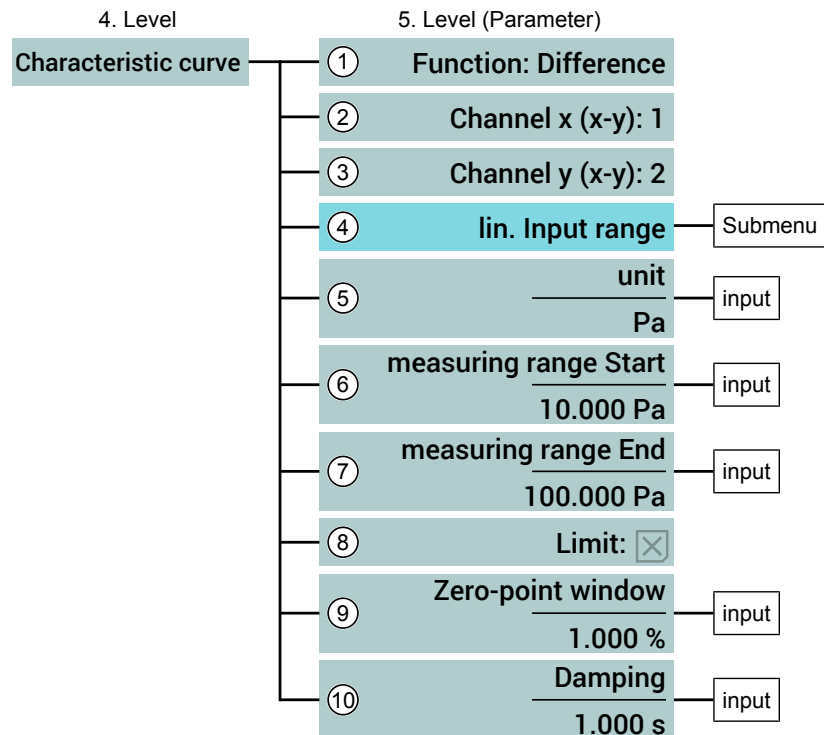 4. Level
5. Level (Parameter)
Characteristic curve
1 Function: Difference
2 Channel x (x-y): 1
3 Channel y (x-y): 2
4 lin. Input range Submenu
5 unit
Pa
input
6 measuring range Start
10.000 Pa
input
7 measuring range End
100.000 Pa
input
8 Limit:
9 Zero-point window
1.000 %
input
10 Damping
1.000 s
input